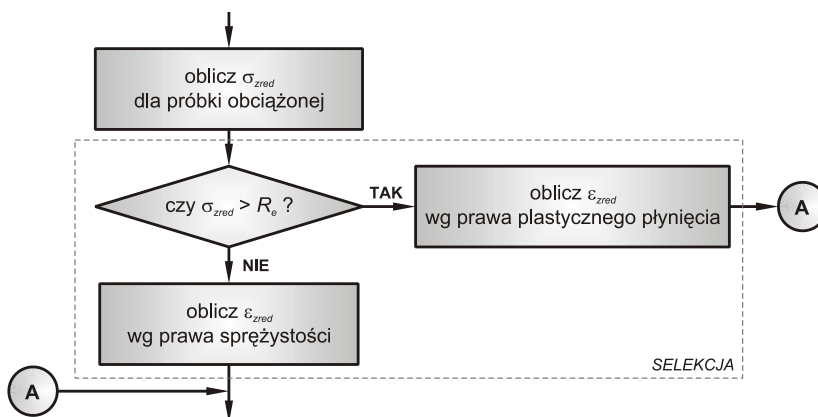 oblicz σzred
dla próbki obciążonej
czy σzred > Re ?
TAK
oblicz εzred
wg prawa plastycznego płynięcia
A
NIE
oblicz εzred
wg prawa sprężystości
SELEKCJA
A